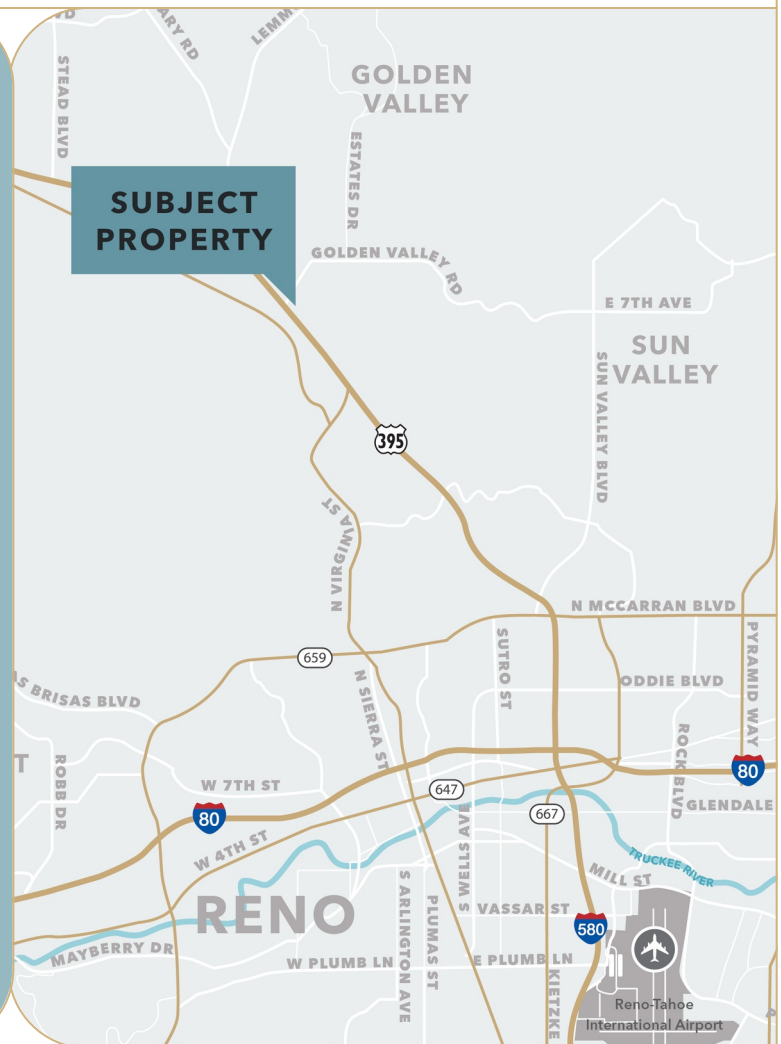 STEAD BLVD
GOLDEN
VALLEY
ESTATES DR
SUBJECT
PROPERTY
GOLDEN VALLEY RD
E 7TH AVE
SUN
VALLEY
SUN VALLEY BLVD
395
N VIRGINIA ST
N MCCARRAN BLVD
659
N SIERRA ST
SUTRO ST
PYRAMID WAY
ODDIE BLVD
BRISAS BLVD
ROBB DR
ROCK BLVD
W 7TH ST
80
80
647
667
GLENDALE
W 4TH ST
S WELLS AVE
TRUCKEE RIVER
MILL ST
RENO
S ARLINGTON AVE
PLUMAS ST
VASSAR ST
580
MAYBERRY DR
W PLUMB LN
E PLUMB LN
KIETZKE
Reno-Tahoe
International Airport